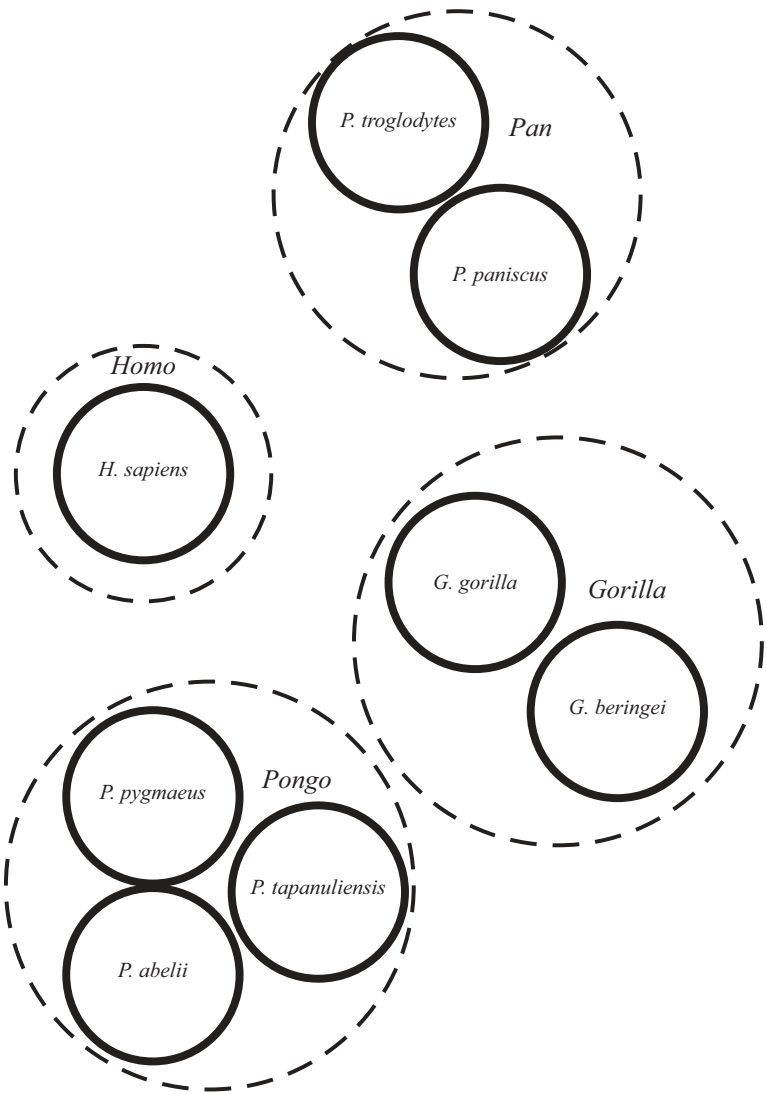 P. troglodytes
Pan
P. paniscus
Homo
H. sapiens
G. gorilla
Gorilla
G. beringei
Pongo
P. pygmaeus
P. tapanuliensis
P. abelii